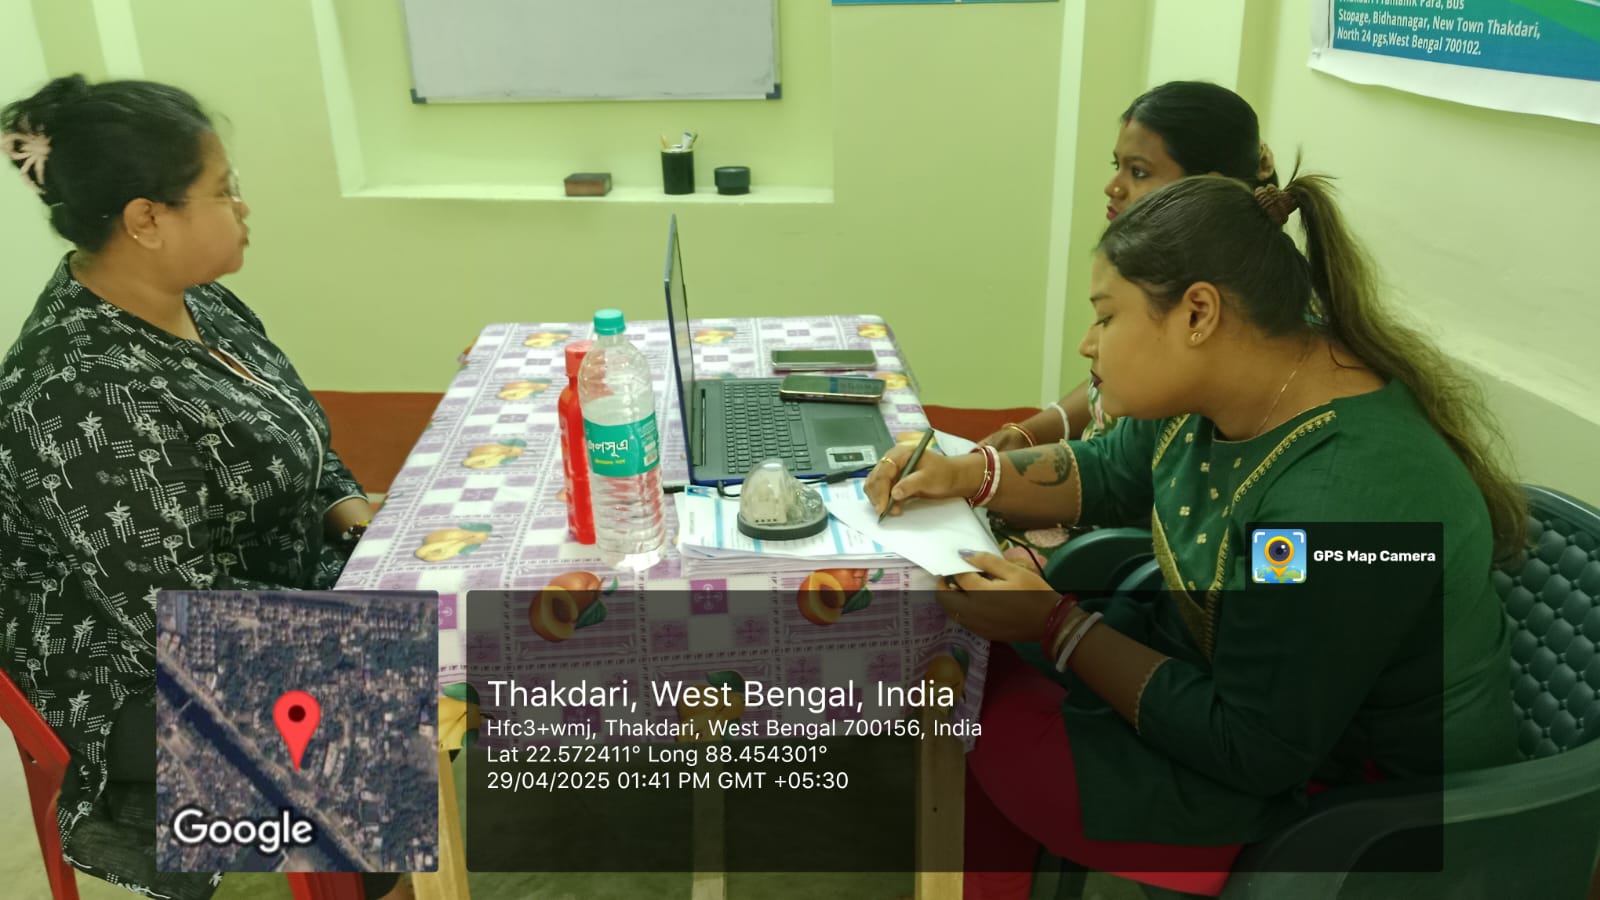 Stopage, Bidhannagar, New Town Thakdari,
North 24 pgs,West Bengal 700102.
GPS Map Camera
Thakdari, West Bengal, India
Hfc3+wmj, Thakdari, West Bengal 700156, India
Lat 22.572411° Long 88.454301°
29/04/2025 01:41 PM GMT +05:30
Google